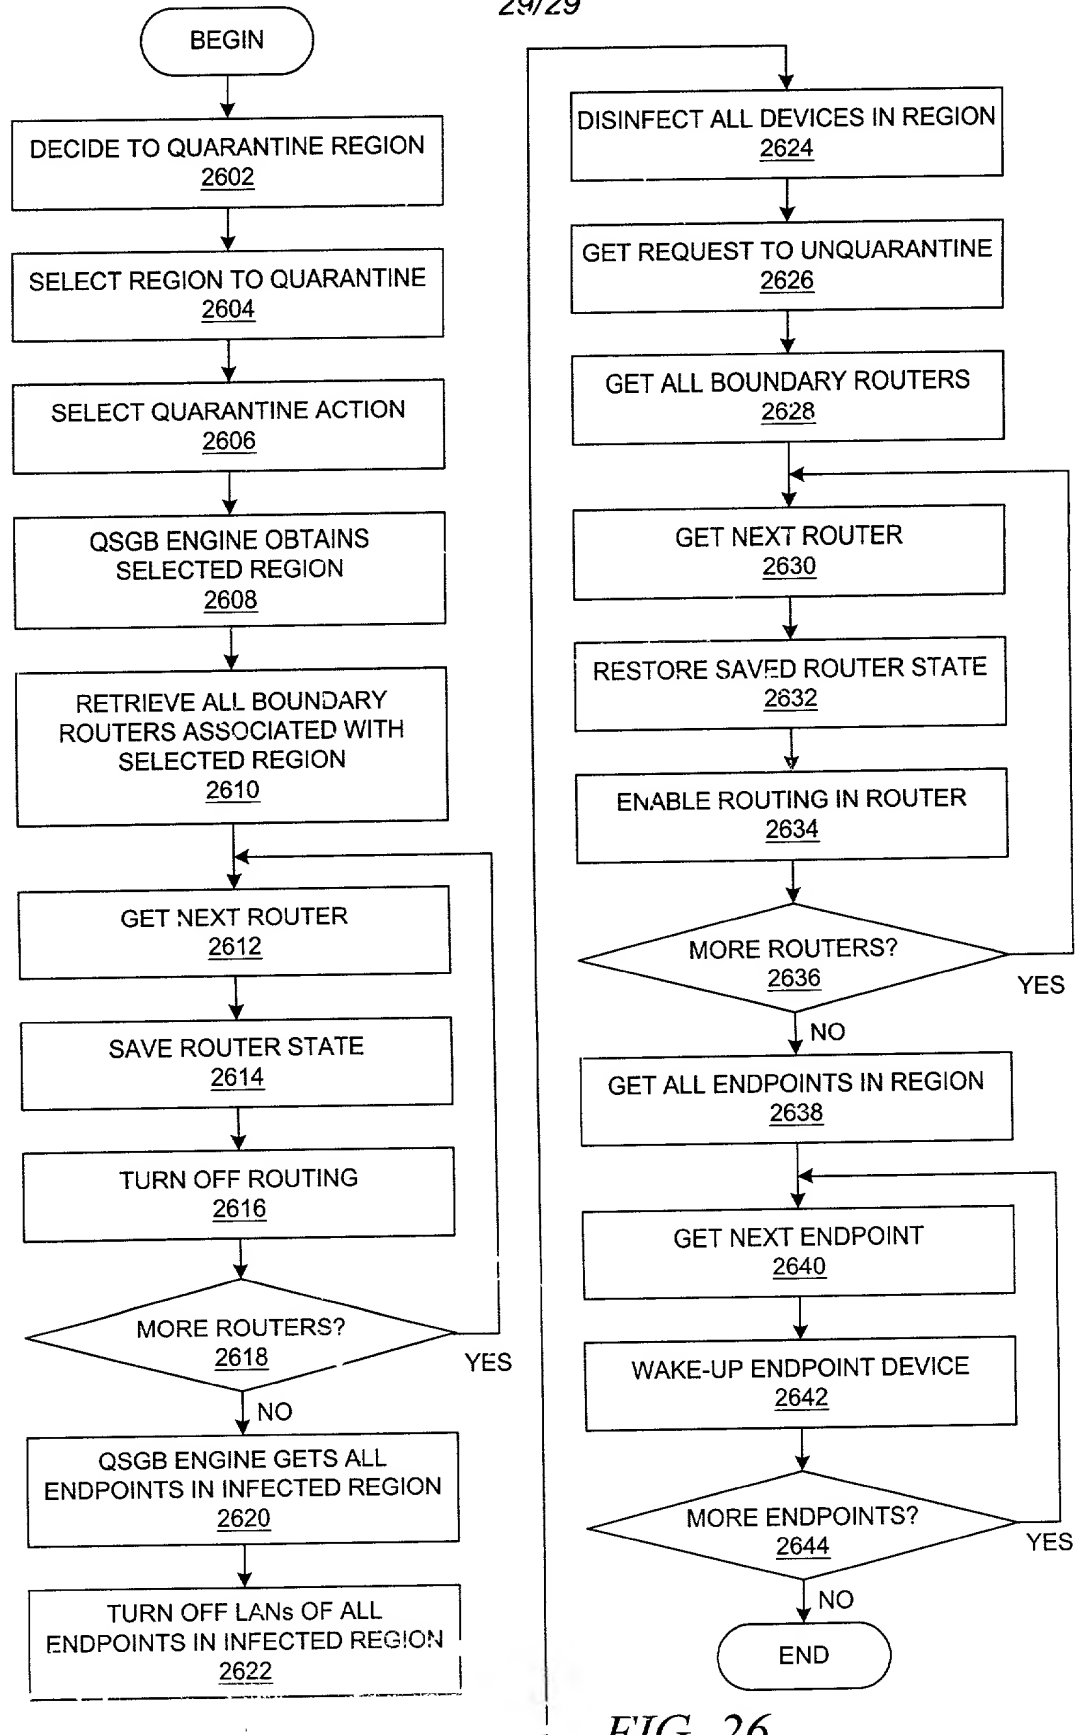 29/29
BEGIN
DECIDE TO QUARANTINE REGION
2602
SELECT REGION TO QUARANTINE
2604
SELECT QUARANTINE ACTION
2606
QSGB ENGINE OBTAINS
SELECTED REGION
2608
RETRIEVE ALL BOUNDARY
ROUTERS ASSOCIATED WITH
SELECTED REGION
2610
GET NEXT ROUTER
2612
SAVE ROUTER STATE
2614
TURN OFF ROUTING
2616
MORE ROUTERS?
2618
YES
NO
QSGB ENGINE GETS ALL
ENDPOINTS IN INFECTED REGION
2620
TURN OFF LANs OF ALL
ENDPOINTS IN INFECTED REGION
2622
DISINFECT ALL DEVICES IN REGION
2624
GET REQUEST TO UNQUARANTINE
2626
GET ALL BOUNDARY ROUTERS
2628
GET NEXT ROUTER
2630
RESTORE SAVED ROUTER STATE
2632
ENABLE ROUTING IN ROUTER
2634
MORE ROUTERS?
2636
YES
NO
GET ALL ENDPOINTS IN REGION
2638
GET NEXT ENDPOINT
2640
WAKE-UP ENDPOINT DEVICE
2642
MORE ENDPOINTS?
2644
YES
NO
END
FIG. 26